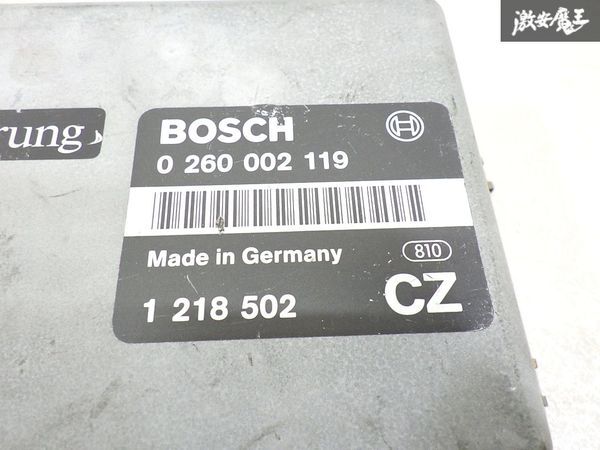 激安魔王
rung
BOSCH
0 260 002 119
Made in Germany
810
1 218 502
CZ